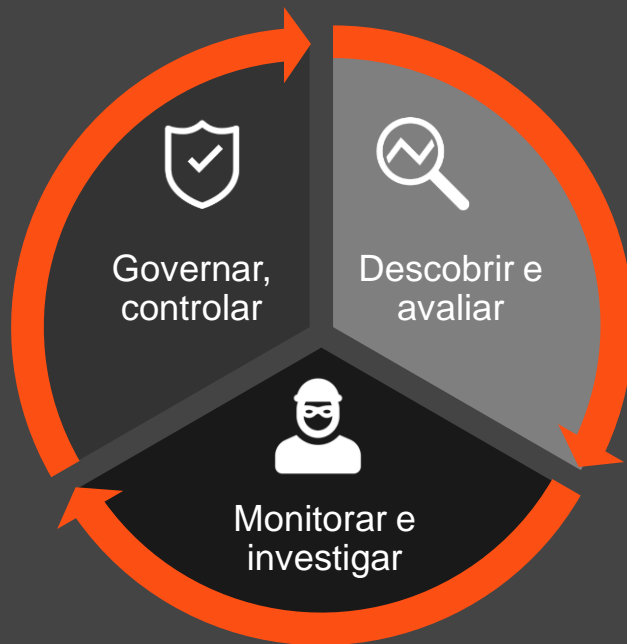 Governar,
controlar
Descobrir e
avaliar
Monitorar e
investigar